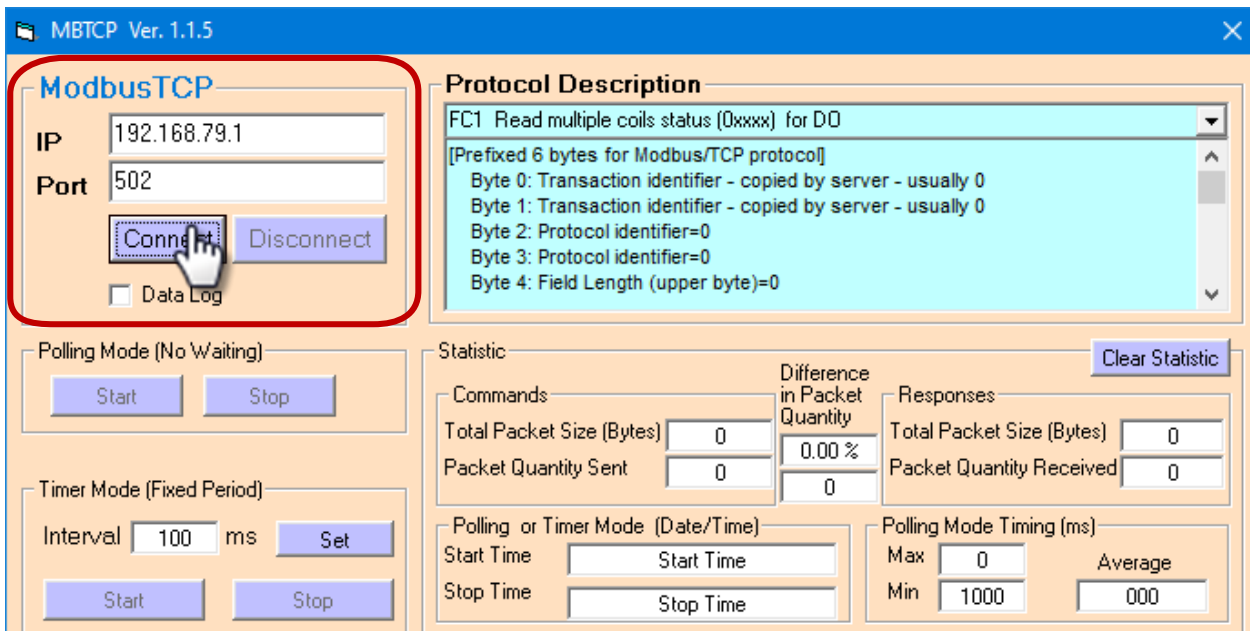 MBTCP Ver. 1.1.5
ModbusTCP
IP 192.168.79.1
Port 502
Connect Disconnect
Data Log
Protocol Description
FC1 Read multiple coils status (0xxxx) for DO
[Prefixed 6 bytes for Modbus/TCP protocol]
Byte 0: Transaction identifier - copied by server - usually 0
Byte 1: Transaction identifier - copied by server - usually 0
Byte 2: Protocol identifier=0
Byte 3: Protocol identifier=0
Byte 4: Field Length (upper byte)=0
Polling Mode (No Waiting)
Start Stop
Timer Mode (Fixed Period)
Interval 100 ms Set
Start Stop
Statistic
Clear Statistic
Commands
Total Packet Size (Bytes) 0
Packet Quantity Sent 0
Difference
in Packet
Quantity
0.00 %
0
Responses
Total Packet Size (Bytes) 0
Packet Quantity Received 0
Polling or Timer Mode (Date/Time)
Start Time Start Time
Stop Time Stop Time
Polling Mode Timing (ms)
Max 0
Min 1000
Average
000